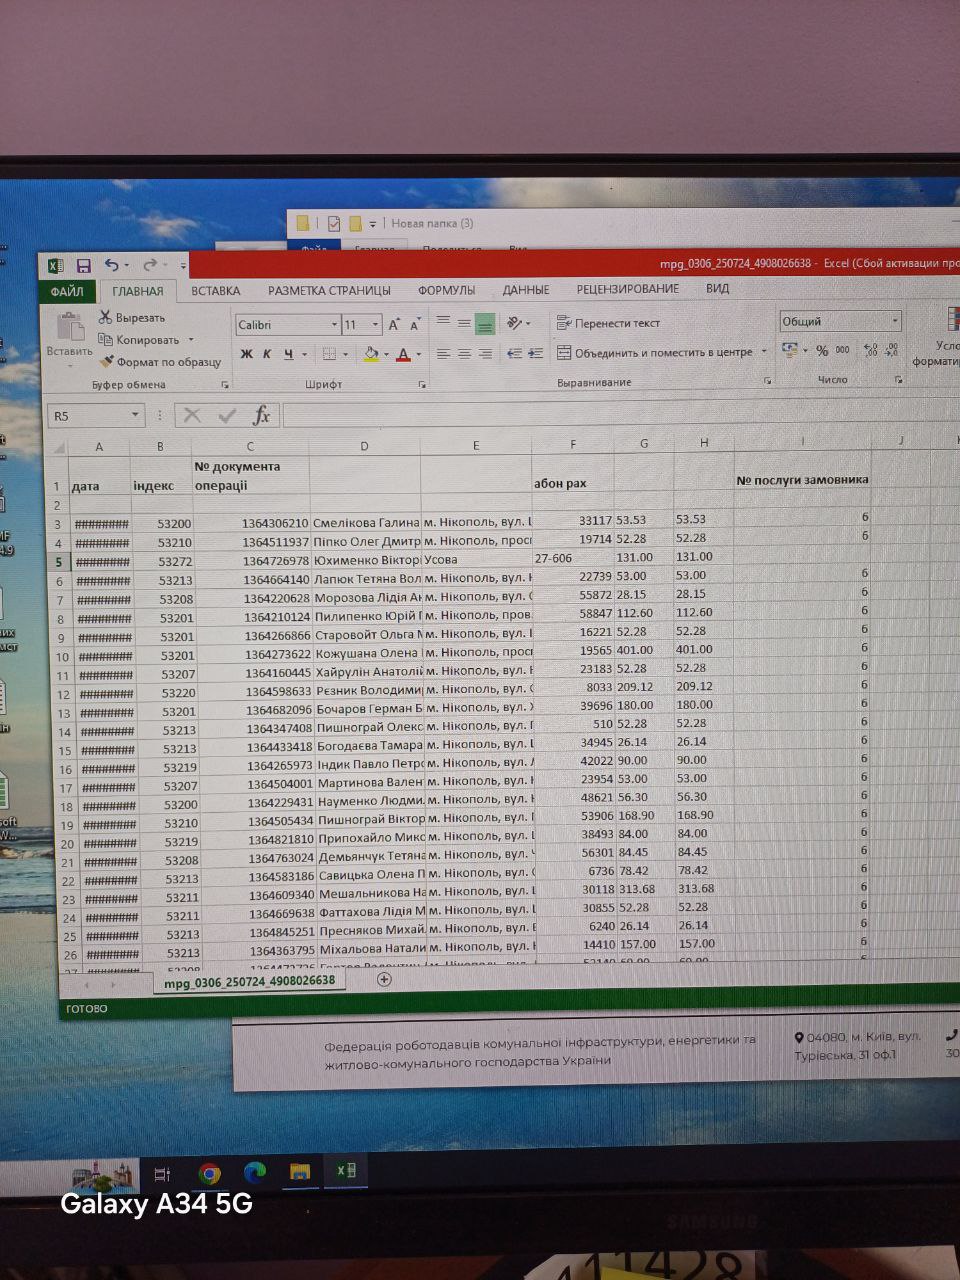 Новая папка (3)
Файл
mpg_0306_250724_4908026638 - Excel (Сбой активации про
ФАЙЛ ГЛАВНАЯ ВСТАВКА РАЗМЕТКА СТРАНИЦЫ ФОРМУЛЫ ДАННЫЕ РЕЦЕНЗИРОВАНИЕ ВИД
Вставить
Вырезать
Копировать
Формат по образцу
Буфер обмена
Calibri 11
Ж К Ч
Шрифт
Перенести текст
Объединить и поместить в центре
Выравнивание
Общий
% 000
Число
R5
fx
A B C D E F G H I J
1 дата індекс № документа операціі абон рах № послуги замовника
2
3 ######## 53200 1364306210 Смелікова Галина м. Нікополь, вул. 33117 53.53 53.53 6
4 ######## 53210 1364511937 Піпко Олег Дмитр м. Нікополь, прос 19714 52.28 52.28 6
5 ######## 53272 1364726978 Юхименко Віктор Усова 27-606 131.00 131.00
6 ######## 53213 1364664140 Лапюк Тетяна Вол м. Нікополь, вул. 22739 53.00 53.00 6
7 ######## 53208 1364220628 Морозова Лідія м. Нікополь, вул. 55872 28.15 28.15 6
8 ######## 53201 1364210124 Пилипенко Юрій м. Нікополь, пров. 58847 112.60 112.60 6
9 ######## 53201 1364266866 Старовойт Ольга м. Нікополь, вул. 16221 52.28 52.28 6
10 ######## 53201 1364273622 Кожушана Олена м. Нікополь, прос 19565 401.00 401.00 6
11 ######## 53207 1364160445 Хайрулін Анатолій м. Нікополь, вул. 23183 52.28 52.28 6
12 ######## 53220 1364598633 Рєзник Володими м. Нікополь, вул. 8033 209.12 209.12 6
13 ######## 53201 1364682096 Бочаров Герман Б м. Нікополь, вул. 39696 180.00 180.00 6
14 ######## 53213 1364347408 Пишнограй Олекс м. Нікополь, вул. 510 52.28 52.28 6
15 ######## 53213 1364433418 Богодаєва Тамара м. Нікополь, вул. 34945 26.14 26.14 6
16 ######## 53219 1364265973 Індик Павло Петр м. Нікополь, вул. 42022 90.00 90.00 6
17 ######## 53207 1364504001 Мартинова Вален м. Нікополь, вул. 23954 53.00 53.00 6
18 ######## 53200 1364229431 Науменко Людми м. Нікополь, вул. 48621 56.30 56.30 6
19 ######## 53210 1364505434 Пишнограй Віктор м. Нікополь, вул. 53906 168.90 168.90 6
20 ######## 53219 1364821810 Припохайло Мико м. Нікополь, вул. 38493 84.00 84.00 6
21 ######## 53208 1364763024 Демьянчук Тетяна м. Нікополь, вул. 56301 84.45 84.45 6
22 ######## 53213 1364583186 Савицька Олена П м. Нікополь, вул. 6736 78.42 78.42 6
23 ######## 53211 1364609340 Мешальникова На м. Нікополь, вул. 30118 313.68 313.68 6
24 ######## 53211 1364669638 Фаттахова Лідія М м. Нікополь, вул. 30855 52.28 52.28 6
25 ######## 53213 1364845251 Пресняков Михай м. Нікополь, вул. 6240 26.14 26.14 6
26 ######## 53213 1364363795 Міхальова Натали м. Нікополь, вул. 14410 157.00 157.00 6
mpg_0306_250724_4908026638
ГОТОВО
Федерація роботодавців комунальної інфраструктури, енергетики та
житлово-комунального господарства України
04080, м. Київ, вул.
Турівська, 31 оф.1
Galaxy A34 5G
SAMSUNG